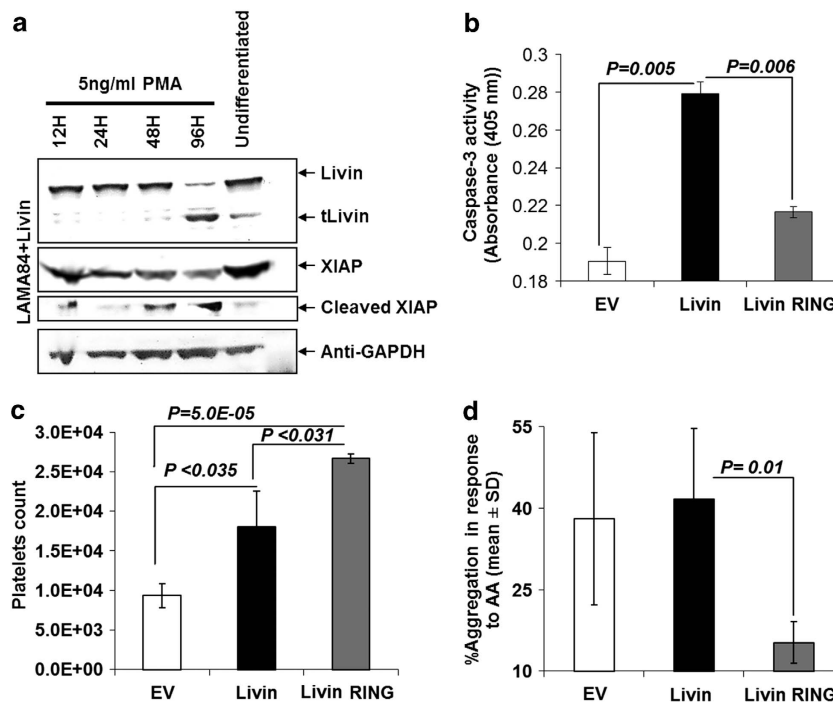 a
5ng/ml PMA
12H
24H
48H
96H
Undifferentiated
LAMA84+Livin
Livin
tLivin
XIAP
Cleaved XIAP
Anti-GAPDH
b
Caspase-3 activity
(Absorbance (405 nm))
0.3
0.28
0.26
0.24
0.22
0.2
0.18
P=0.005
P=0.006
EV
Livin
Livin RING
c
Platelets count
3.0E+04
2.5E+04
2.0E+04
1.5E+04
1.0E+04
5.0E+03
0.0E+00
P=5.0E-05
P <0.031
P <0.035
EV
Livin
Livin RING
d
%Aggregation in response
to AA (mean ± SD)
55
40
25
10
P= 0.01
EV
Livin
Livin RING